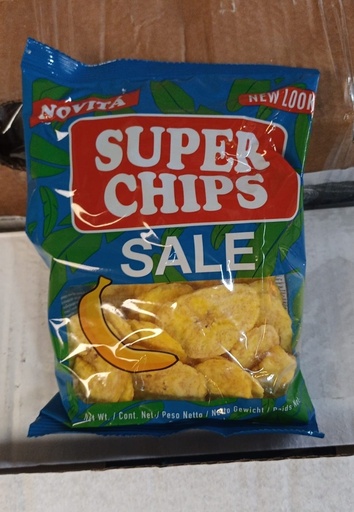 NOVITA
NEW LOOK
SUPER
CHIPS
SALE
Net Wt. / Cont. Net / Peso Netto / Netto Gewicht / Poids Net